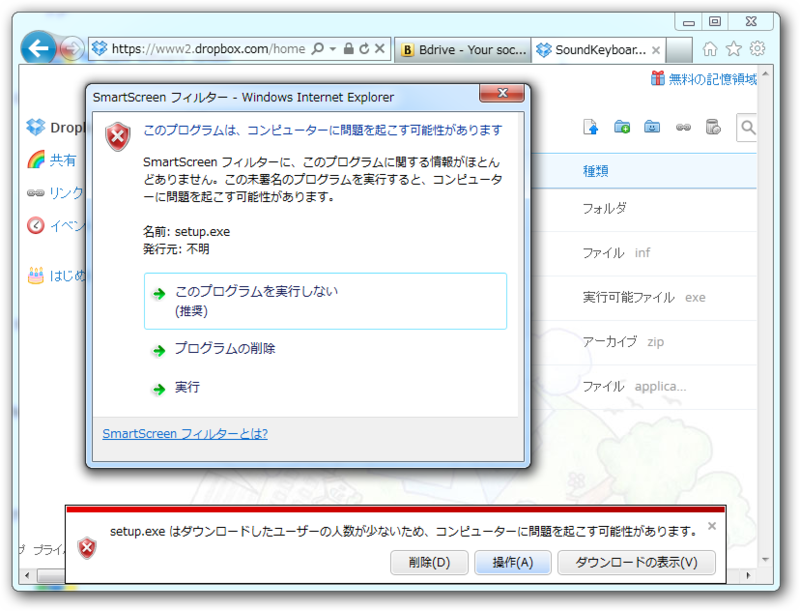 https://www2.dropbox.com/home
Bdrive - Your soc...
SoundKeyboar...
無料の記憶領域
SmartScreen フィルター - Windows Internet Explorer
このプログラムは、コンピューターに問題を起こす可能性があります
SmartScreen フィルターに、このプログラムに関する情報がほとん
どありません。この未署名のプログラムを実行すると、コンピュータ
ーに問題を起こす可能性があります。
名前: setup.exe
発行元: 不明
このプログラムを実行しない
(推奨)
プログラムの削除
実行
SmartScreen フィルターとは?
共有
リンク
種類
フォルダ
ファイル inf
実行可能ファイル exe
アーカイブ zip
ファイル applica...
setup.exe はダウンロードしたユーザーの人数が少ないため、コンピューターに問題を起こす可能性があります。
削除(D)
操作(A)
ダウンロードの表示(V)